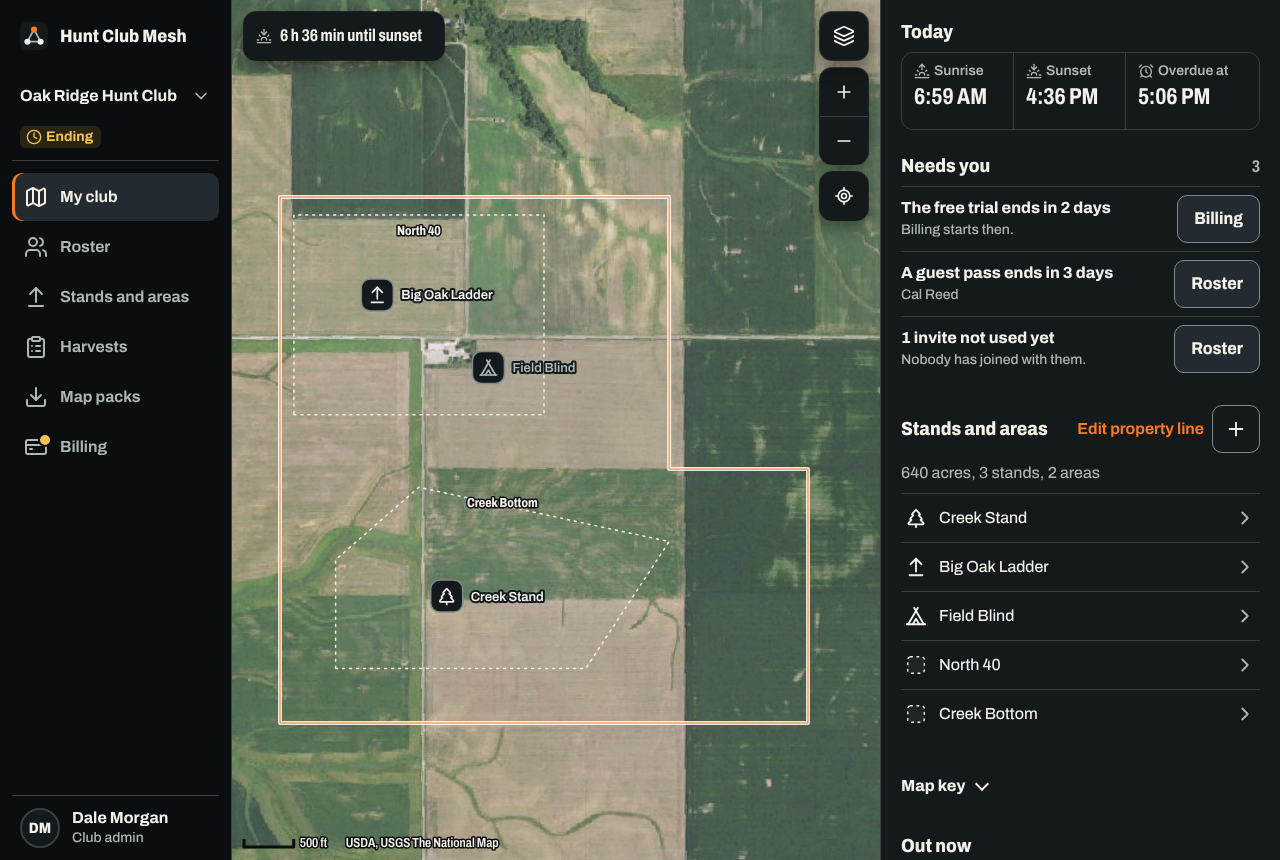 Hunt Club Mesh
Oak Ridge Hunt Club
Ending
My club
Roster
Stands and areas
Harvests
Map packs
Billing
DM
Dale Morgan
Club admin
6 h 36 min until sunset
North 40
Big Oak Ladder
Field Blind
Creek Bottom
Creek Stand
500 ft
USDA, USGS The National Map
Today
Sunrise
6:59 AM
Sunset
4:36 PM
Overdue at
5:06 PM
Needs you
3
The free trial ends in 2 days
Billing starts then.
Billing
A guest pass ends in 3 days
Cal Reed
Roster
1 invite not used yet
Nobody has joined with them.
Roster
Stands and areas
Edit property line
640 acres, 3 stands, 2 areas
Creek Stand
Big Oak Ladder
Field Blind
North 40
Creek Bottom
Map key
Out now